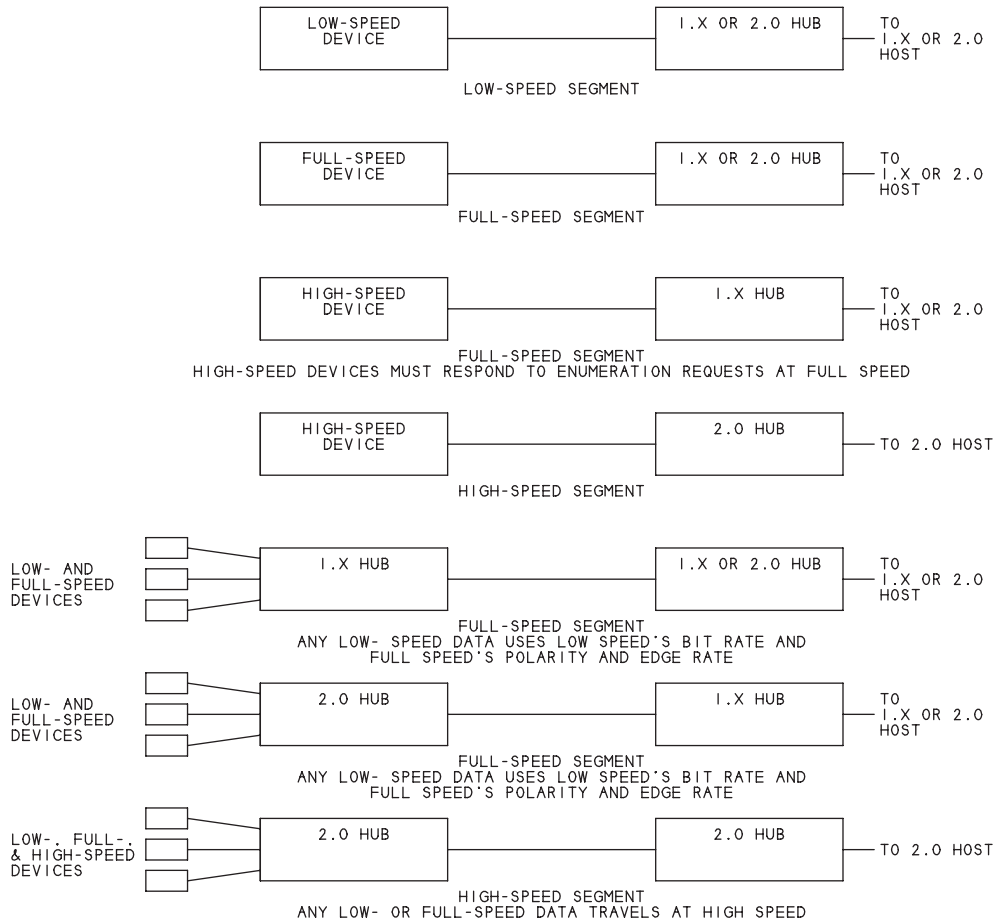 LOW-SPEED
DEVICE
1.X OR 2.0 HUB
TO
1.X OR 2.0
HOST
LOW-SPEED SEGMENT
FULL-SPEED
DEVICE
1.X OR 2.0 HUB
TO
1.X OR 2.0
HOST
FULL-SPEED SEGMENT
HIGH-SPEED
DEVICE
1.X HUB
TO
1.X OR 2.0
HOST
FULL-SPEED SEGMENT
HIGH-SPEED DEVICES MUST RESPOND TO ENUMERATION REQUESTS AT FULL SPEED
HIGH-SPEED
DEVICE
2.0 HUB
TO 2.0 HOST
HIGH-SPEED SEGMENT
LOW- AND
FULL-SPEED
DEVICES
1.X HUB
1.X OR 2.0 HUB
TO
1.X OR 2.0
HOST
FULL-SPEED SEGMENT
ANY LOW- SPEED DATA USES LOW SPEED'S BIT RATE AND
FULL SPEED'S POLARITY AND EDGE RATE
LOW- AND
FULL-SPEED
DEVICES
2.0 HUB
1.X HUB
TO
1.X OR 2.0
HOST
FULL-SPEED SEGMENT
ANY LOW- SPEED DATA USES LOW SPEED'S BIT RATE AND
FULL SPEED'S POLARITY AND EDGE RATE
LOW-, FULL-,
& HIGH-SPEED
DEVICES
2.0 HUB
2.0 HUB
TO 2.0 HOST
HIGH-SPEED SEGMENT
ANY LOW- OR FULL-SPEED DATA TRAVELS AT HIGH SPEED